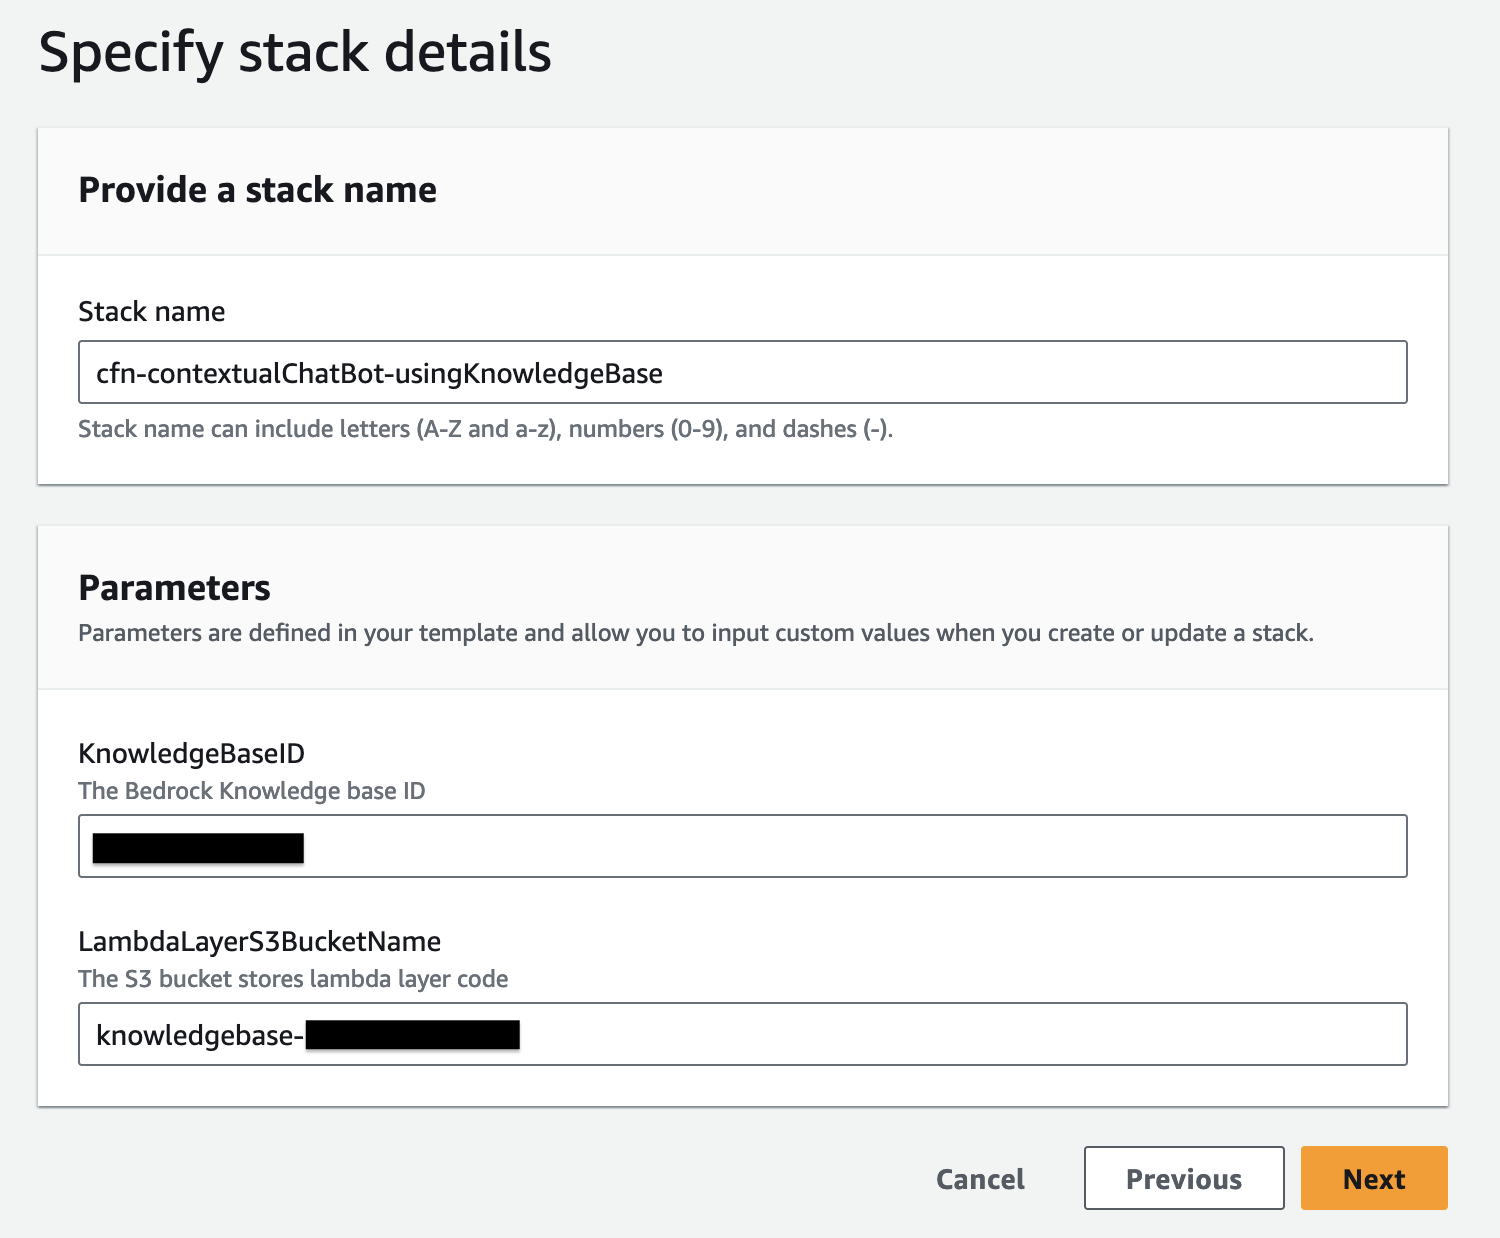 Specify stack details
Provide a stack name
Stack name
cfn-contextualChatBot-usingKnowledgeBase
Stack name can include letters (A-Z and a-z), numbers (0-9), and dashes (-).
Parameters
Parameters are defined in your template and allow you to input custom values when you create or update a stack.
KnowledgeBaseID
The Bedrock Knowledge base ID
LambdaLayerS3BucketName
The S3 bucket stores lambda layer code
knowledgebase-
Cancel
Previous
Next